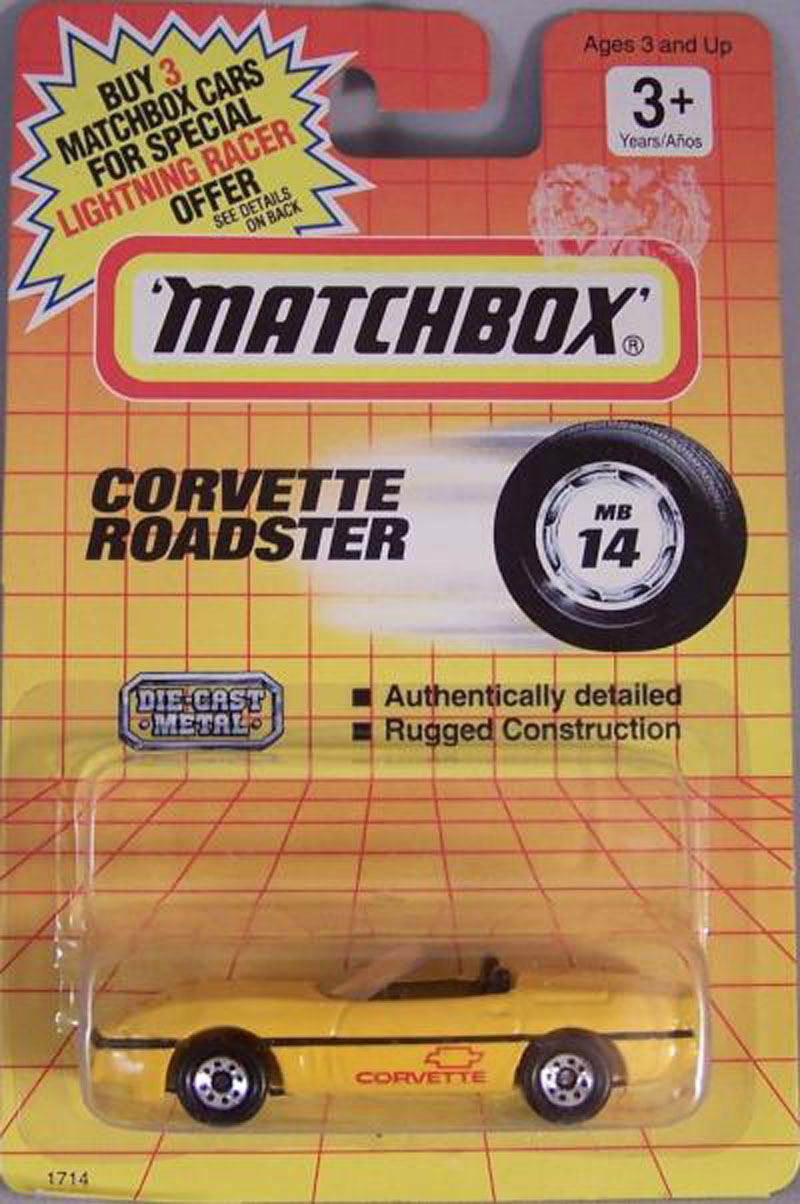 BUY 3
MATCHBOX CARS
FOR SPECIAL
LIGHTNING RACER
OFFER
SEE DETAILS
ON BACK
Ages 3 and Up
3+
Years/Años
'MATCHBOX'®
CORVETTE
ROADSTER
MB
14
DIE-CAST
·METAL·
■ Authentically detailed
■ Rugged Construction
CORVETTE
1714